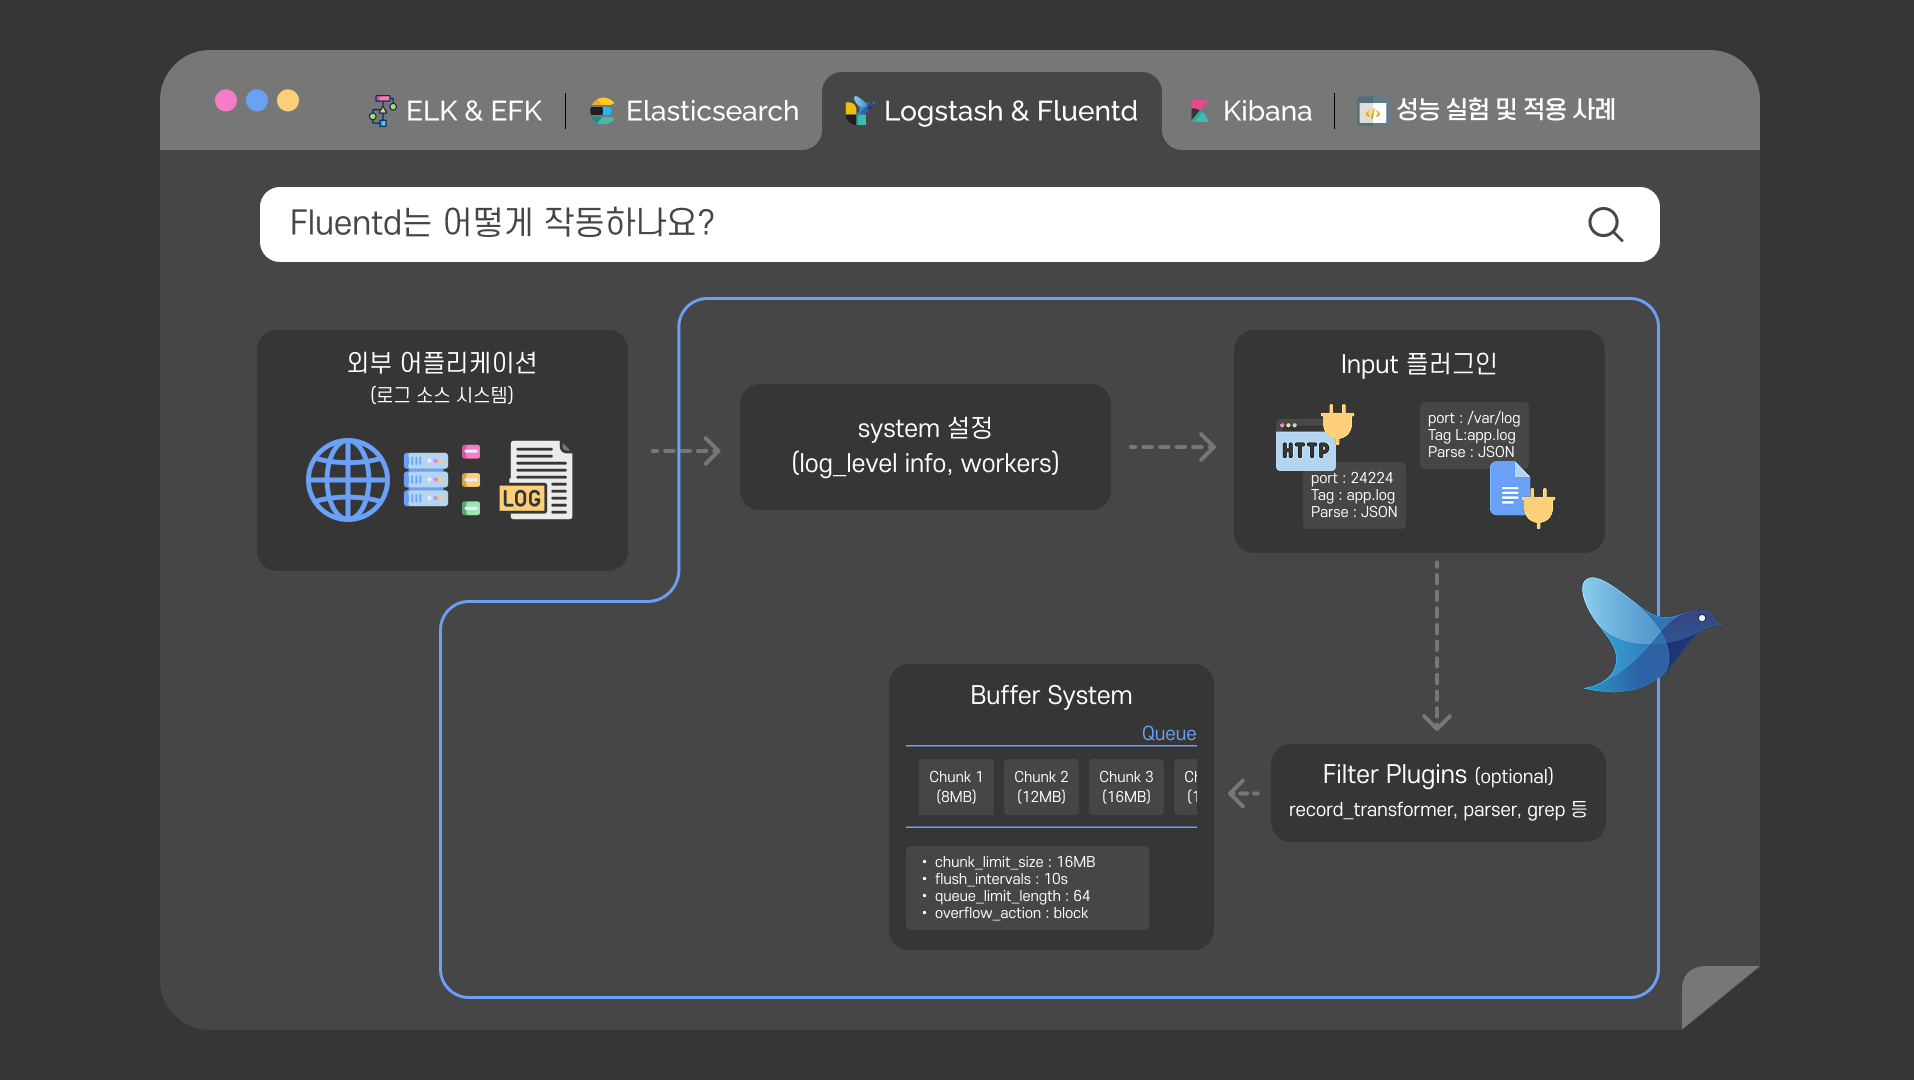 ELK & EFK
Elasticsearch
Logstash & Fluentd
Kibana
성능 실험 및 적용 사례
Fluentd는 어떻게 작동하나요?
외부 어플리케이션
(로그 소스 시스템)
LOG
system 설정
(log_level info, workers)
Input 플러그인
HTTP
port : 24224
Tag : app.log
Parse : JSON
port : /var/log
Tag L:app.log
Parse : JSON
Filter Plugins (optional)
record_transformer, parser, grep 등
Buffer System
Queue
Chunk 1
(8MB)
Chunk 2
(12MB)
Chunk 3
(16MB)
• chunk_limit_size : 16MB
• flush_intervals : 10s
• queue_limit_length : 64
• overflow_action : block